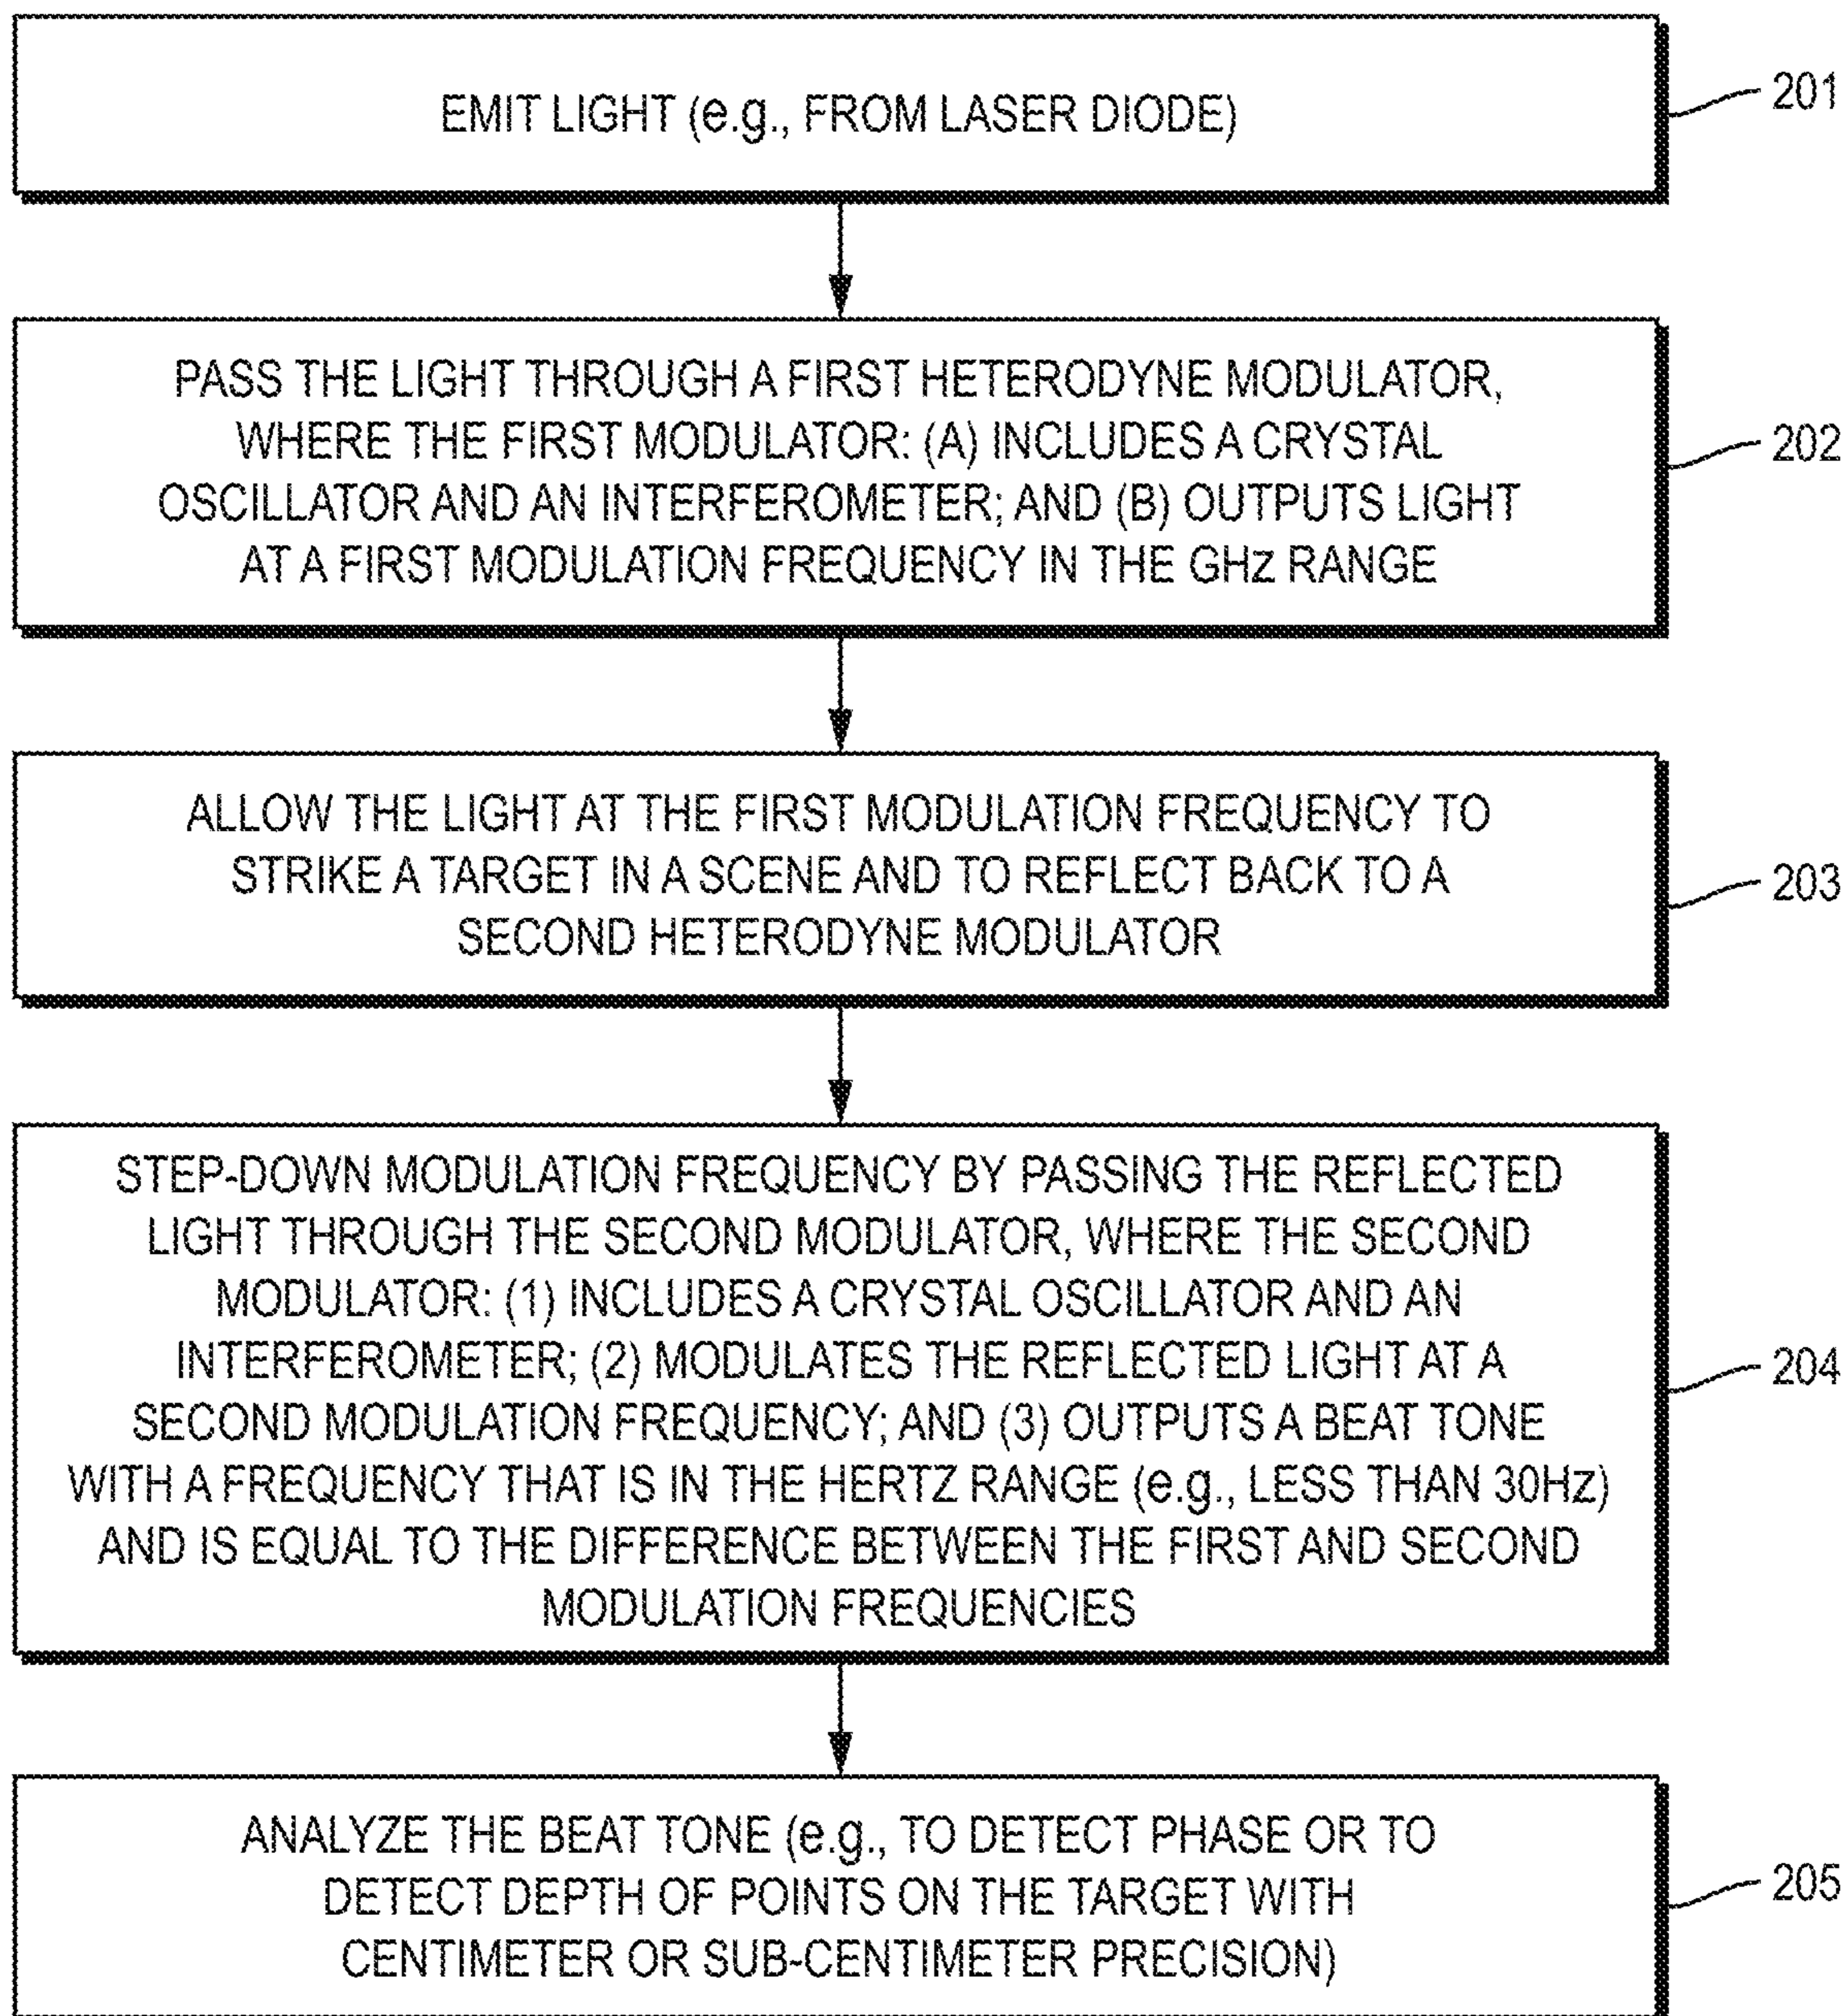 EMIT LIGHT (e.g., FROM LASER DIODE)
201
PASS THE LIGHT THROUGH A FIRST HETERODYNE MODULATOR,
WHERE THE FIRST MODULATOR: (A) INCLUDES A CRYSTAL
OSCILLATOR AND AN INTERFEROMETER; AND (B) OUTPUTS LIGHT
AT A FIRST MODULATION FREQUENCY IN THE GHz RANGE
202
ALLOW THE LIGHT AT THE FIRST MODULATION FREQUENCY TO
STRIKE A TARGET IN A SCENE AND TO REFLECT BACK TO A
SECOND HETERODYNE MODULATOR
203
STEP-DOWN MODULATION FREQUENCY BY PASSING THE REFLECTED
LIGHT THROUGH THE SECOND MODULATOR, WHERE THE SECOND
MODULATOR: (1) INCLUDES A CRYSTAL OSCILLATOR AND AN
INTERFEROMETER; (2) MODULATES THE REFLECTED LIGHT AT A
SECOND MODULATION FREQUENCY; AND (3) OUTPUTS A BEAT TONE
WITH A FREQUENCY THAT IS IN THE HERTZ RANGE (e.g., LESS THAN 30Hz)
AND IS EQUAL TO THE DIFFERENCE BETWEEN THE FIRST AND SECOND
MODULATION FREQUENCIES
204
ANALYZE THE BEAT TONE (e.g., TO DETECT PHASE OR TO
DETECT DEPTH OF POINTS ON THE TARGET WITH
CENTIMETER OR SUB-CENTIMETER PRECISION)
205